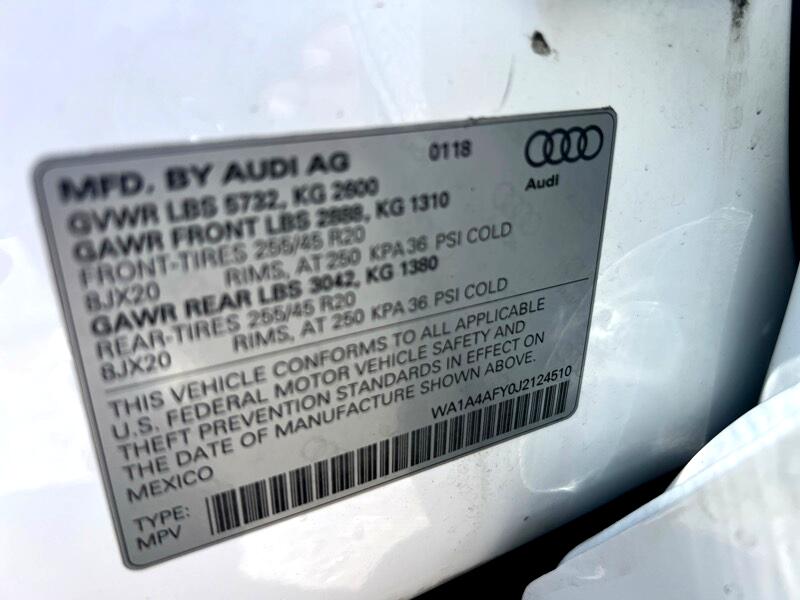 MFD. BY AUDI AG 0118
Audi
GVWR LBS 5732, KG 2600
GAWR FRONT LBS 2888, KG 1310
FRONT-TIRES 255/45 R20
8JX20 RIMS, AT 250 KPA 36 PSI COLD
GAWR REAR LBS 3042, KG 1380
REAR-TIRES 255/45 R20
8JX20 RIMS, AT 250 KPA 36 PSI COLD
THIS VEHICLE CONFORMS TO ALL APPLICABLE
U.S. FEDERAL MOTOR VEHICLE SAFETY AND
THEFT PREVENTION STANDARDS IN EFFECT ON
THE DATE OF MANUFACTURE SHOWN ABOVE.
MEXICO WA1A4AFY0J2124510
TYPE:
MPV